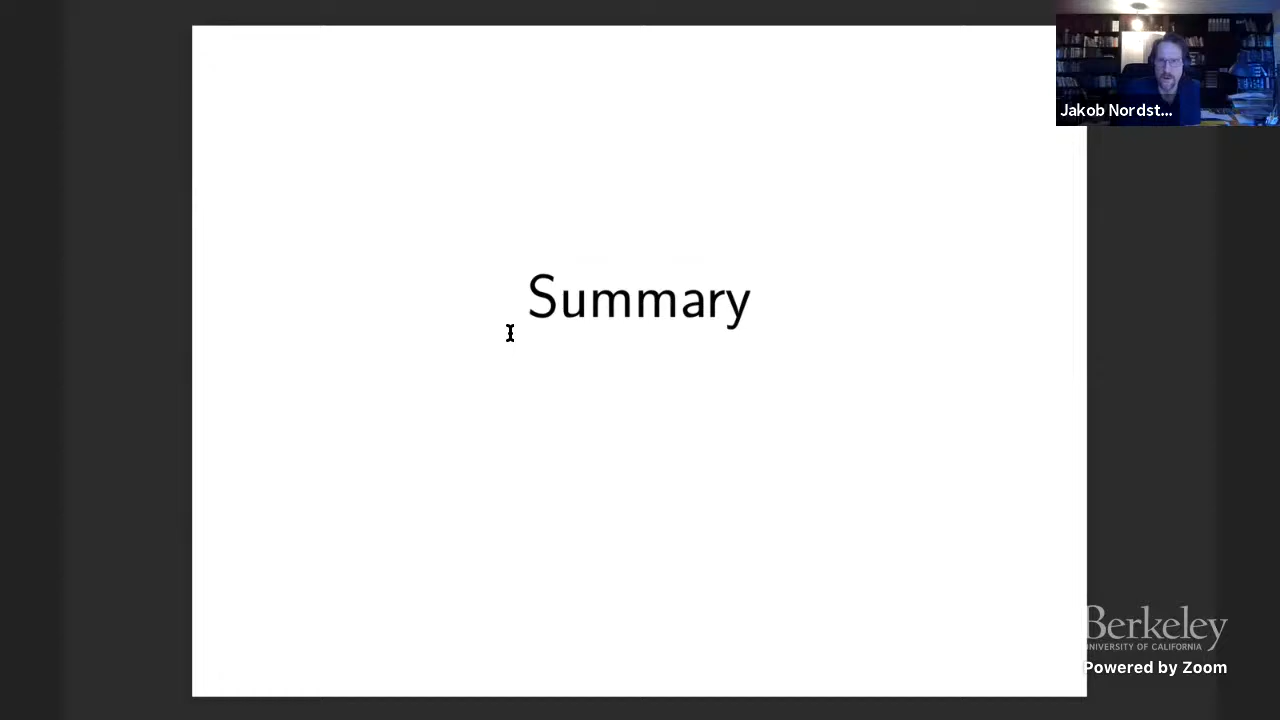 Jakob Nordst...
Summary
Berkeley
UNIVERSITY OF CALIFORNIA
Powered by Zoom